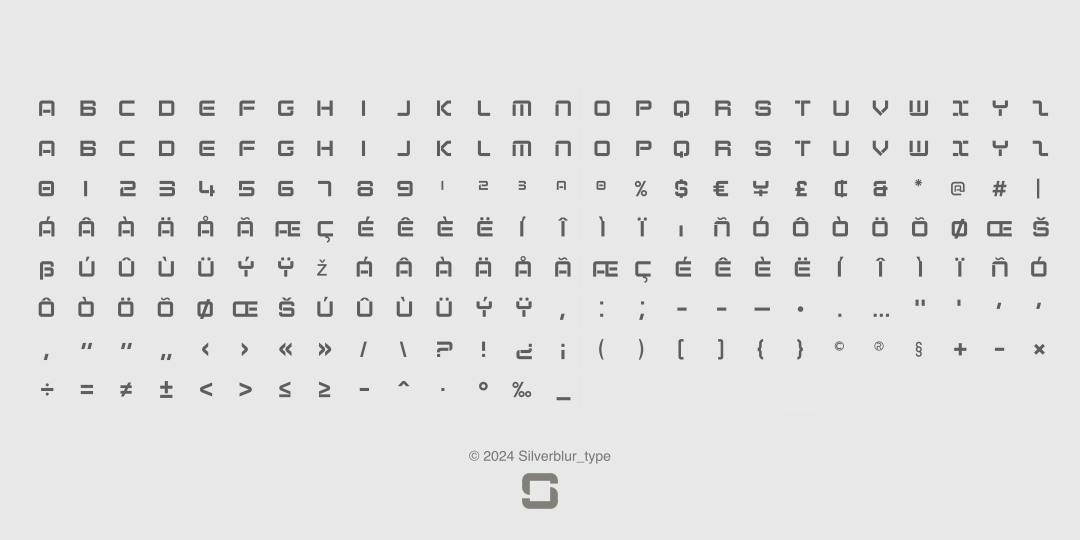 A B C D E F G H I J K L M N O P Q R S T U V W X Y Z
A B C D E F G H I J K L M N O P Q R S T U V W X Y Z
0 1 2 3 4 5 6 7 8 9 ¹ ² ³ ª º % $ € ¥ £ ₵ & * @ # |
Á Â À Ä Å Ã Æ Ç É Ê È Ë Í Î Ì Ï ı Ñ Ó Ô Ò Ö Õ Ø Œ Š
ß Ú Û Ù Ü Ý Ÿ ž Á Â À Ä Å Ã Æ Ç É Ê È Ë Í Î Ì Ï Ñ Ó
Ô Ò Ö Õ Ø Œ Š Ú Û Ù Ü Ý Ÿ , : ; - – — • . … " ' ‘ ’
‚ “ ” „ ‹ › « » / \ ? ! ¿ ¡ ( ) [ ] { } © ® § + − ×
÷ = ≠ ± < > ≤ ≥ - ^ · ° ‰ _
© 2024 Silverblur_type